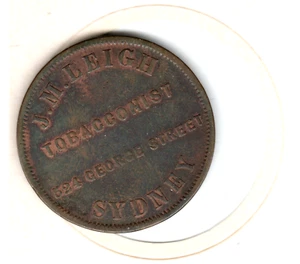 J. M. LEIGH
TOBACCONIST
524 GEORGE STREET
SYDNEY